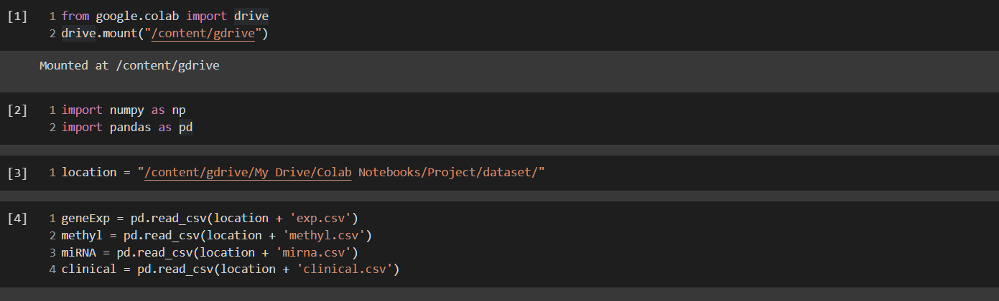 [1] 1 from google.colab import drive
2 drive.mount("/content/gdrive")
Mounted at /content/gdrive
[2] 1 import numpy as np
2 import pandas as pd
[3] 1 location = "/content/gdrive/My Drive/Colab Notebooks/Project/dataset/"
[4] 1 geneExp = pd.read_csv(location + 'exp.csv')
2 methyl = pd.read_csv(location + 'methyl.csv')
3 miRNA = pd.read_csv(location + 'mirna.csv')
4 clinical = pd.read_csv(location + 'clinical.csv')